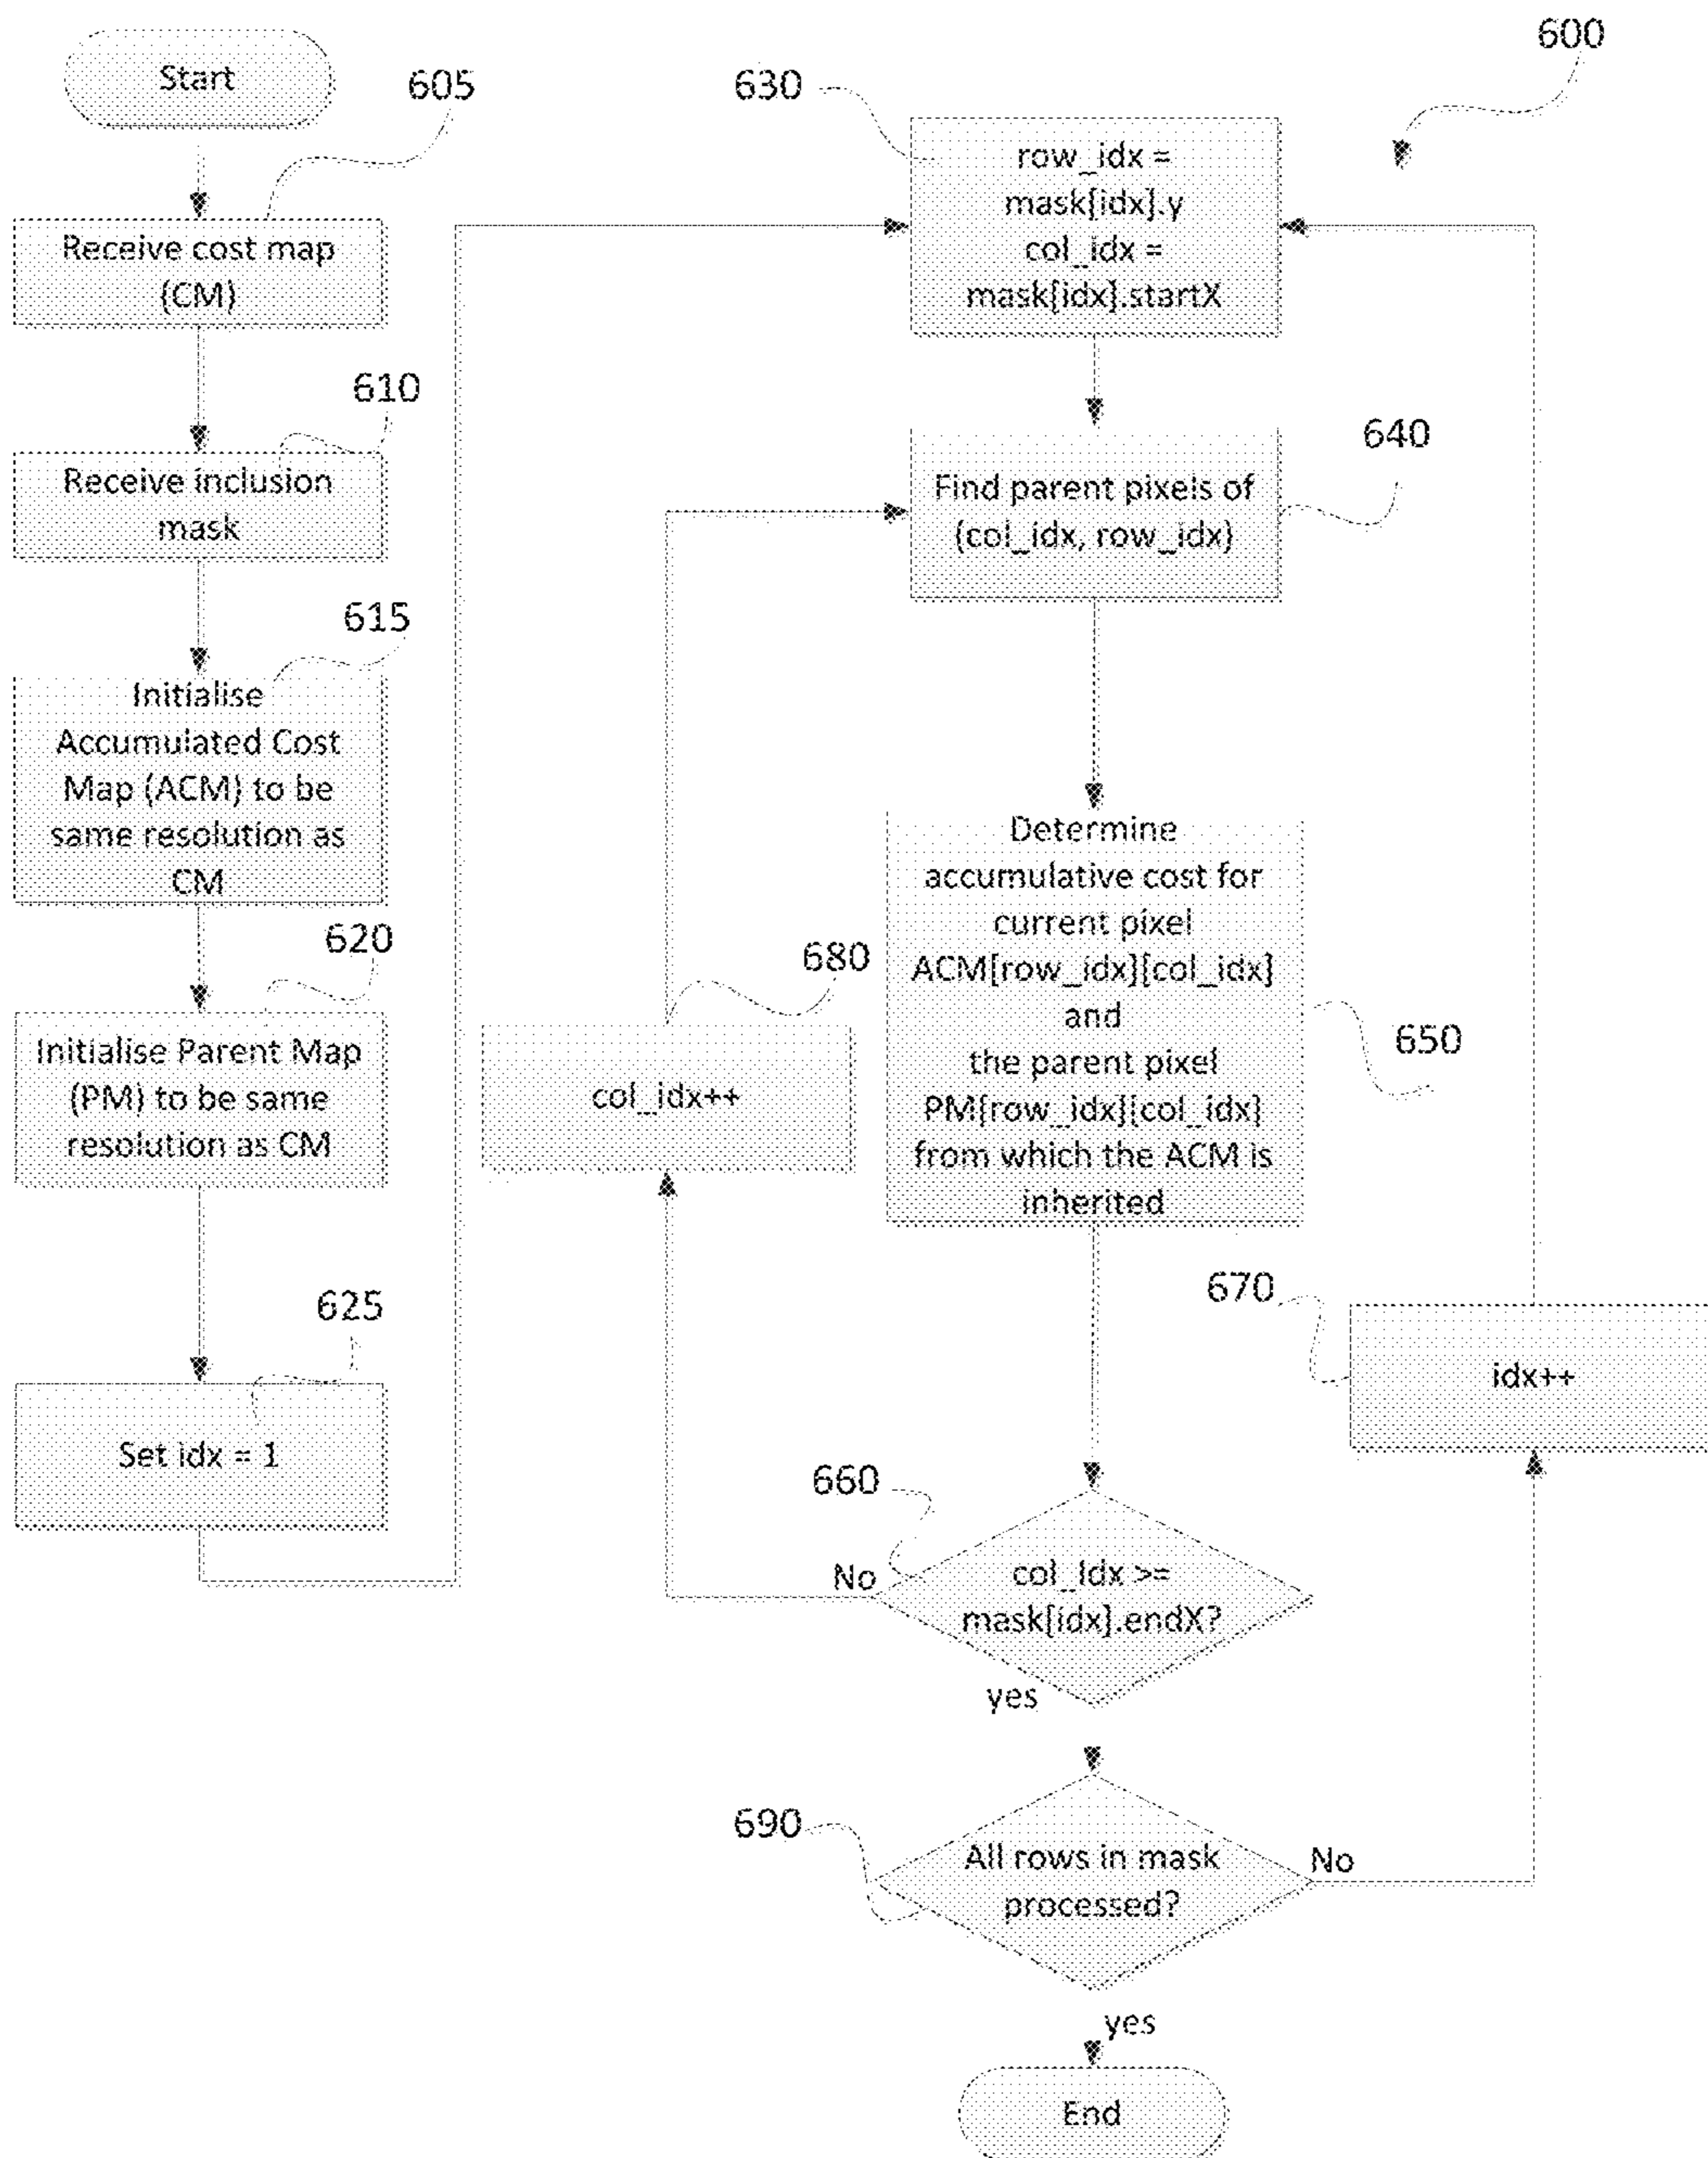 Start
605
Receive cost map
(CM)
610
Receive inclusion
mask
615
Initialise
Accumulated Cost
Map (ACM) to be
same resolution as
CM
620
Initialise Parent Map
(PM) to be same
resolution as CM
625
Set idx = 1
600
630
row_idx =
mask[idx].y
col_idx =
mask[idx].startX
640
Find parent pixels of
(col_idx, row_idx)
650
Determine
accumulative cost for
current pixel
ACM[row_idx][col_idx]
and
the parent pixel
PM[row_idx][col_idx]
from which the ACM is
inherited
680
col_idx++
670
idx++
660
No
col_idx >=
mask[idx].endX?
yes
690
All rows in mask
processed?
No
yes
End